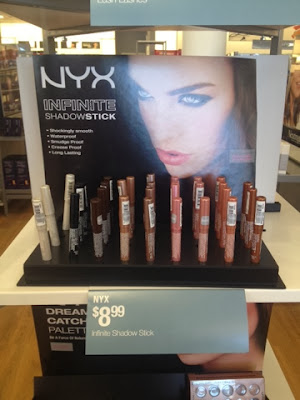 NYX
INFINITE
SHADOWSTICK
• Shockingly smooth
• Waterproof
• Smudge Proof
• Crease Proof
• Long Lasting
NYX
$8.99
Infinite Shadow Stick
DREAM
CATCH
PALETT